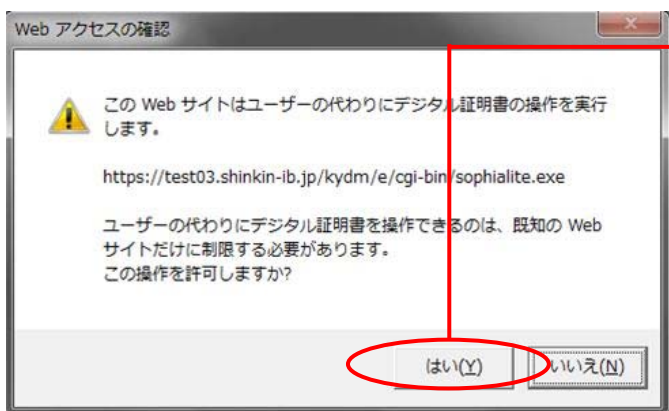 Web アクセスの確認
この Web サイトはユーザーの代わりにデジタル証明書の操作を実行
します。
https://test03.shinkin-ib.jp/kydm/e/cgi-bin/sophialite.exe
ユーザーの代わりにデジタル証明書を操作できるのは、既知の Web
サイトだけに制限する必要があります。
この操作を許可しますか?
はい(Y) いいえ(N)